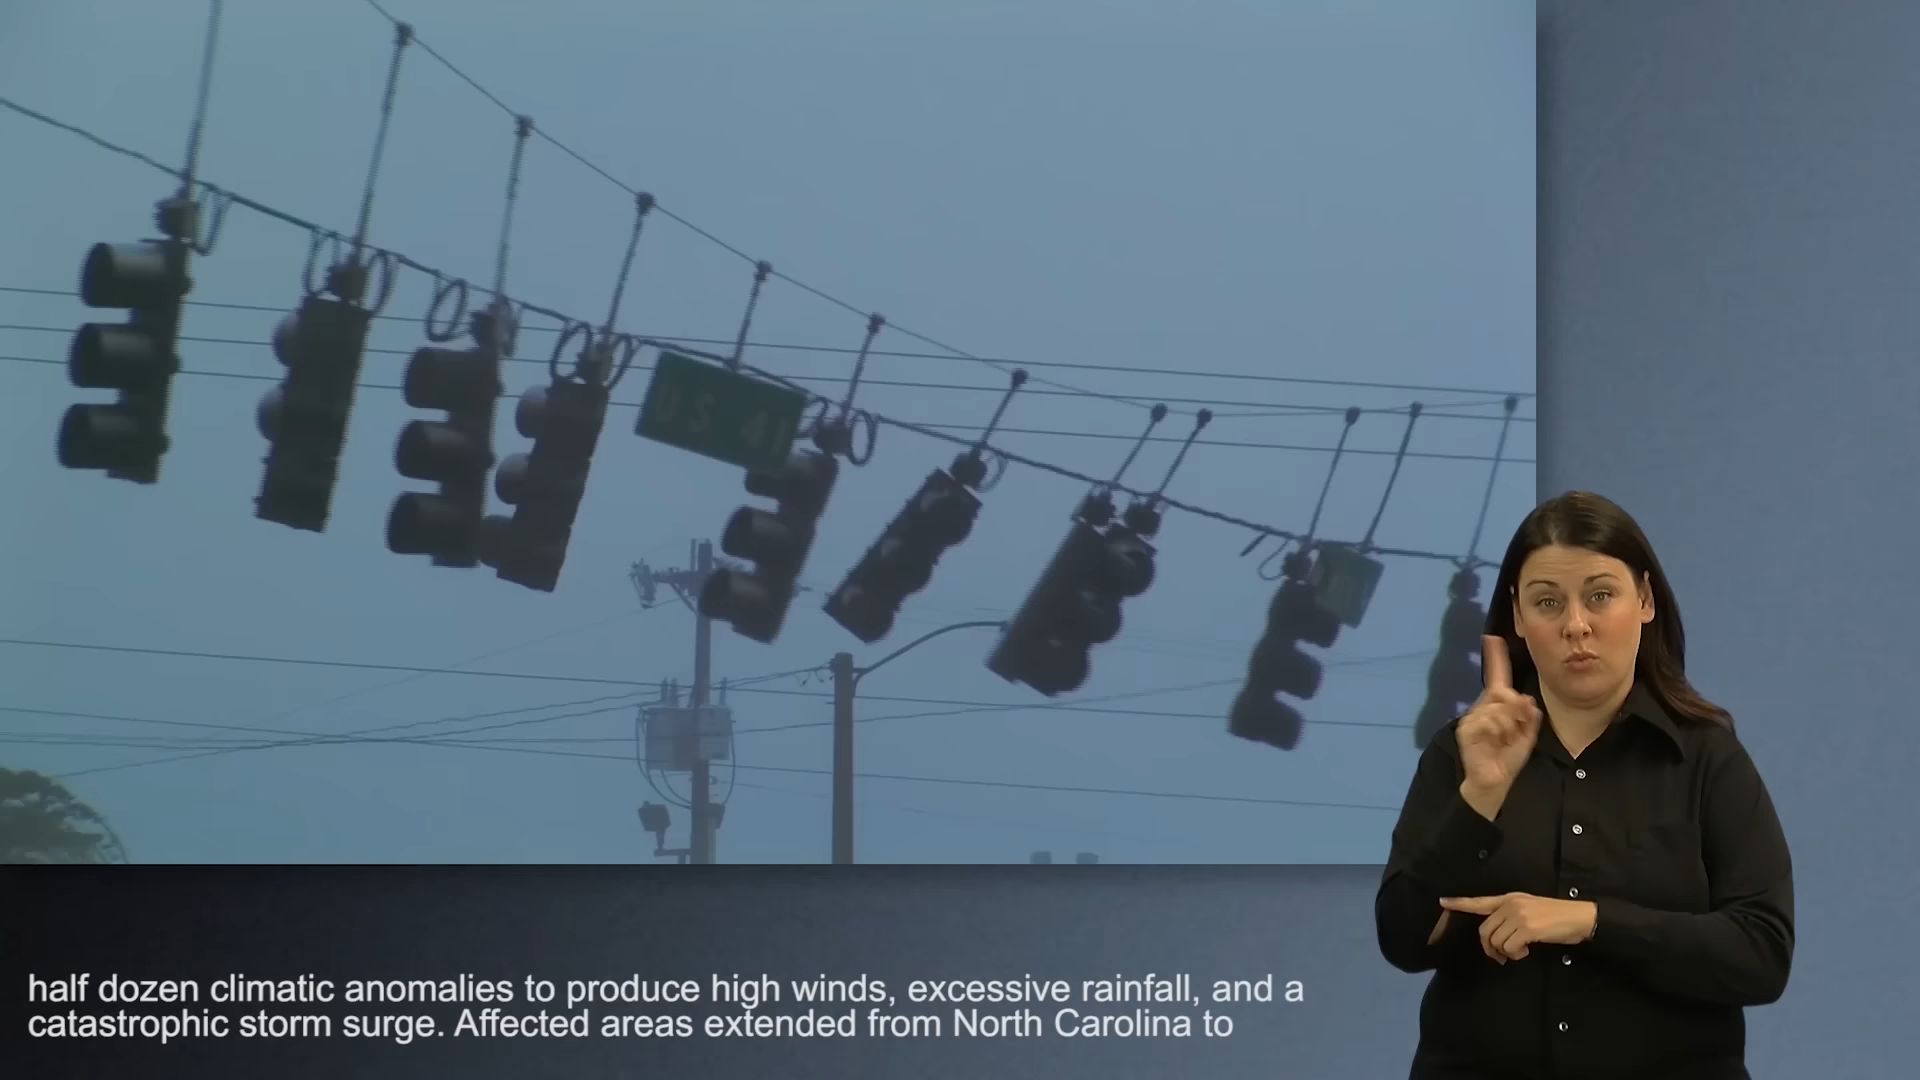 US 41
half dozen climatic anomalies to produce high winds, excessive rainfall, and a
catastrophic storm surge. Affected areas extended from North Carolina to